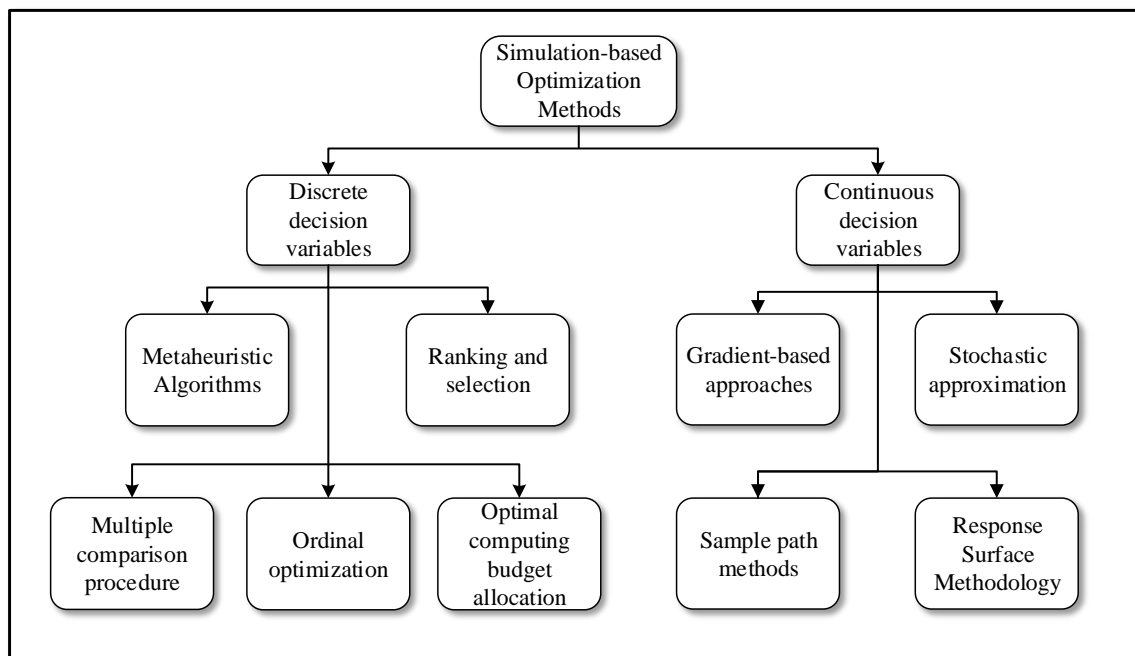 Simulation-based
Optimization
Methods
Discrete
decision
variables
Continuous
decision
variables
Metaheuristic
Algorithms
Ranking and
selection
Gradient-based
approaches
Stochastic
approximation
Multiple
comparison
procedure
Ordinal
optimization
Optimal
computing
budget
allocation
Sample path
methods
Response
Surface
Methodology